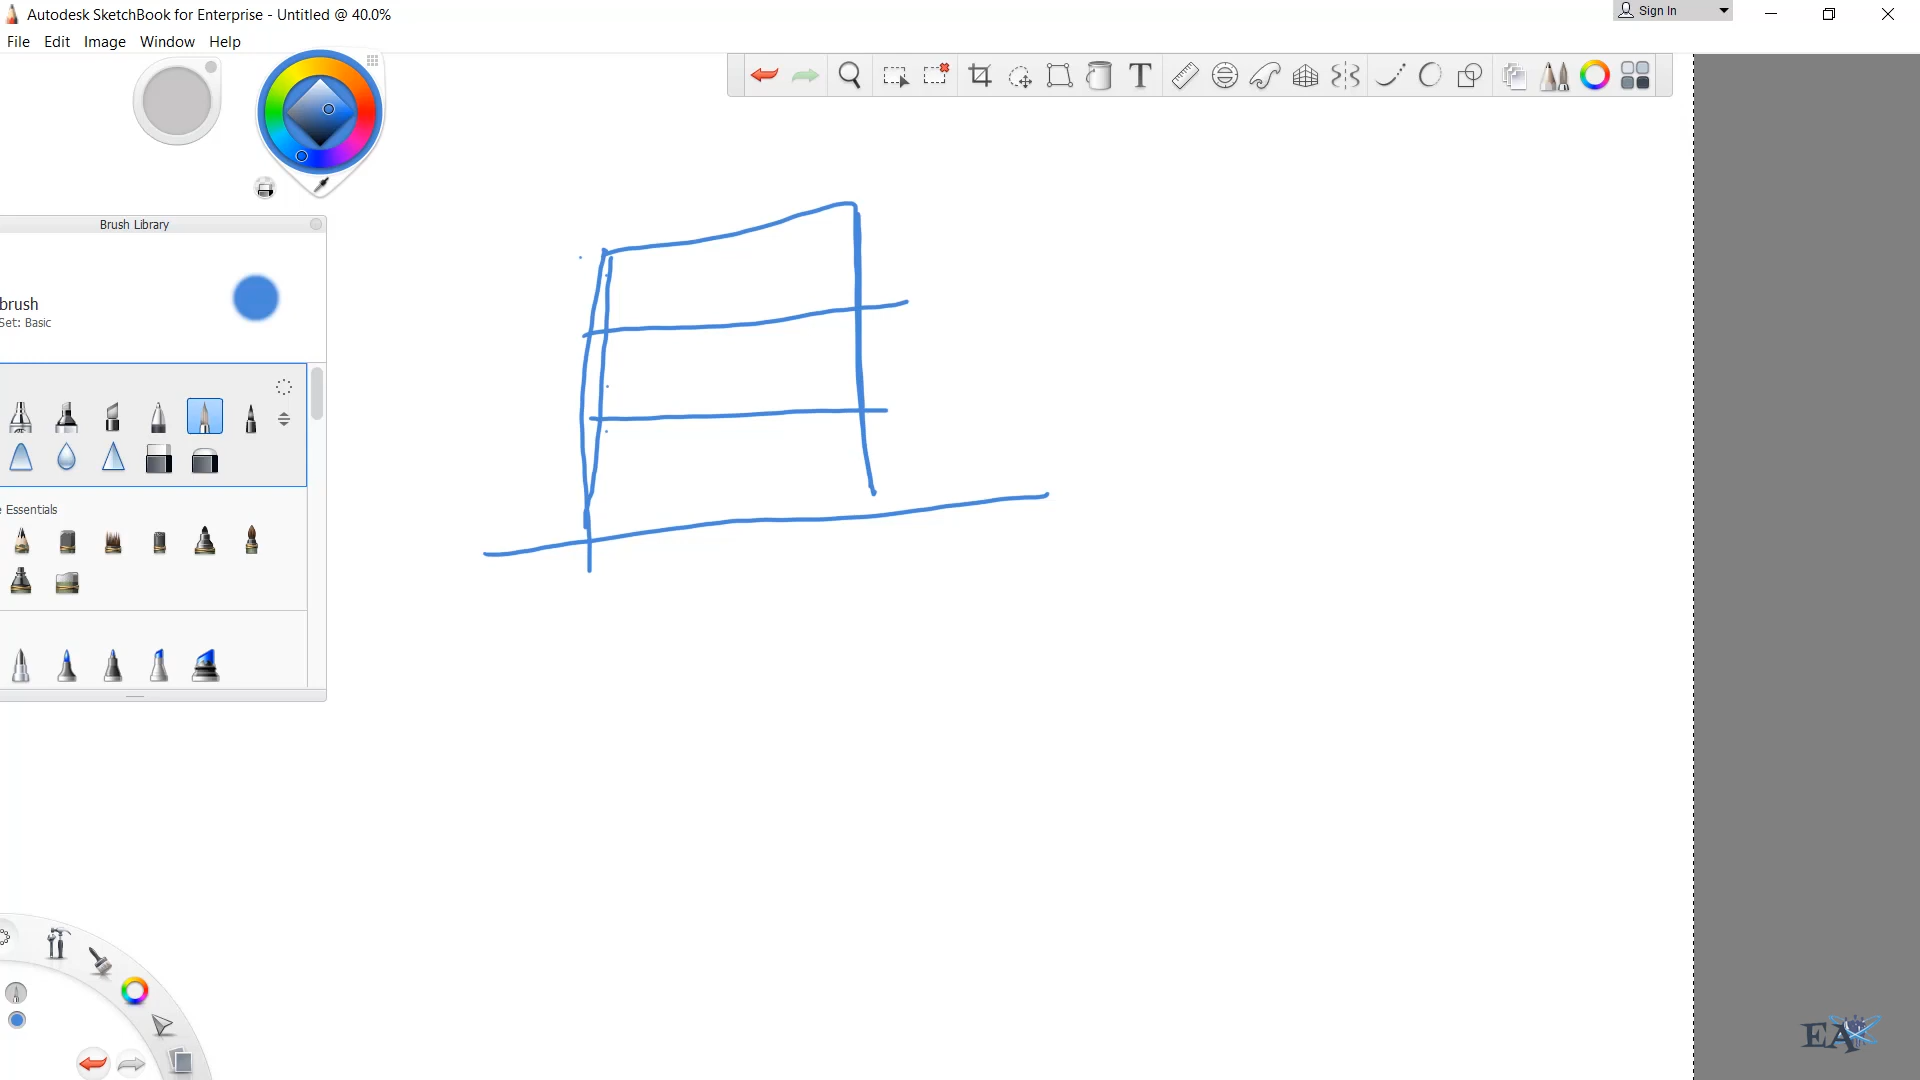 Autodesk SketchBook for Enterprise - Untitled @ 40.0%
Sign In
File Edit Image Window Help
T
Brush Library
brush
Set: Basic
Essentials
EA